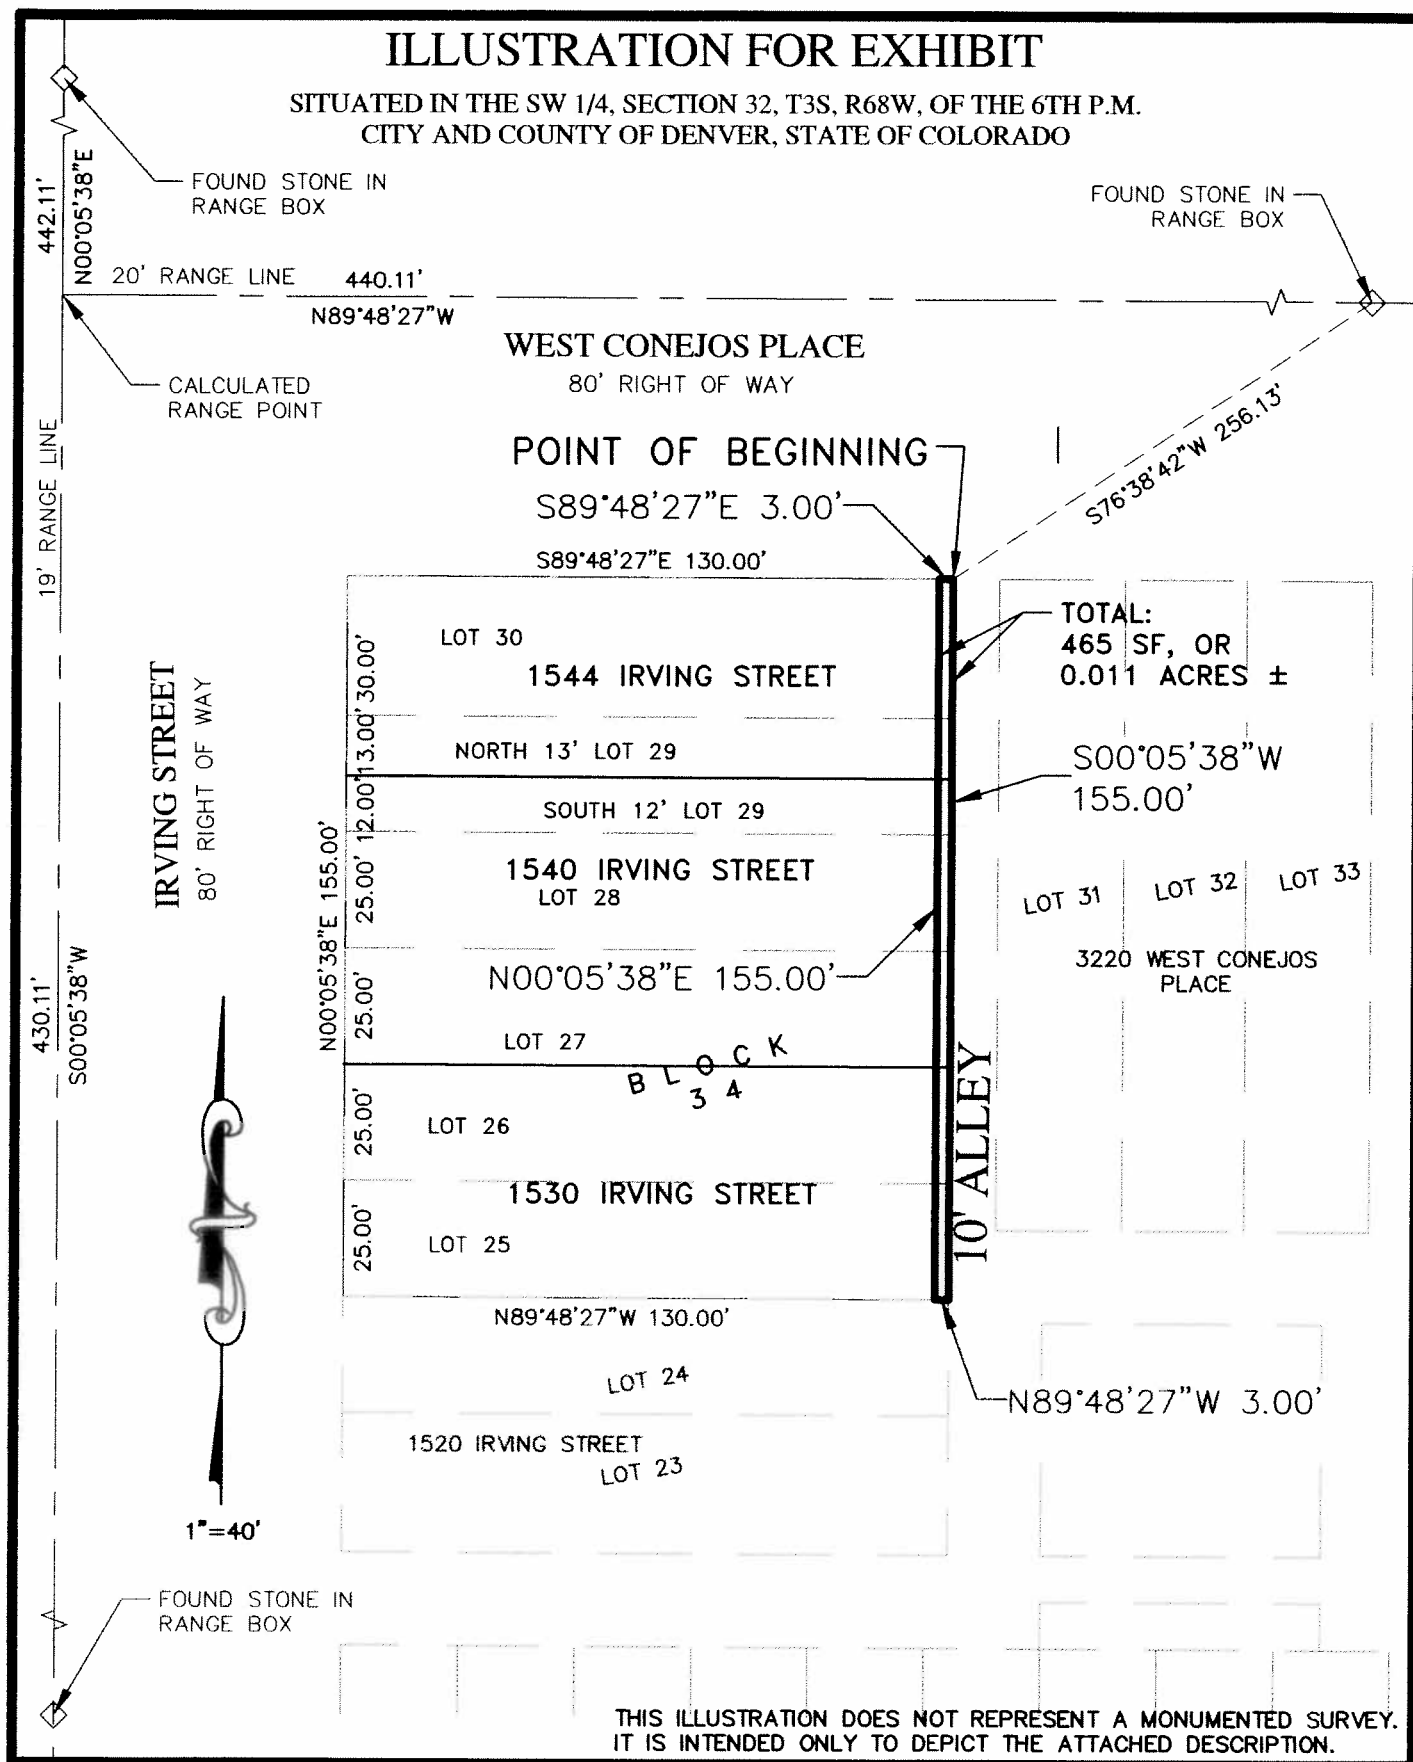 ILLUSTRATION FOR EXHIBIT
SITUATED IN THE SW 1/4, SECTION 32, T3S, R68W, OF THE 6TH P.M.
CITY AND COUNTY OF DENVER, STATE OF COLORADO
442.11'
N00°05'38"E
FOUND STONE IN
RANGE BOX
FOUND STONE IN
RANGE BOX
20' RANGE LINE
440.11'
N89°48'27"W
WEST CONEJOS PLACE
80' RIGHT OF WAY
CALCULATED
RANGE POINT
19' RANGE LINE
S76°38'42"W 256.13'
POINT OF BEGINNING
S89°48'27"E 3.00'
S89°48'27"E 130.00'
TOTAL:
465 SF, OR
0.011 ACRES ±
LOT 30
1544 IRVING STREET
30.00'
NORTH 13' LOT 29
13.00'
SOUTH 12' LOT 29
12.00'
S00°05'38"W
155.00'
IRVING STREET
80' RIGHT OF WAY
1540 IRVING STREET
LOT 28
25.00'
N00°05'38"E 155.00'
N00°05'38"E 155.00'
LOT 31
LOT 32
LOT 33
3220 WEST CONEJOS
PLACE
430.11'
S00°05'38"W
25.00'
LOT 27
BLOCK
34
25.00'
LOT 26
1530 IRVING STREET
25.00'
LOT 25
10' ALLEY
N89°48'27"W 130.00'
N89°48'27"W 3.00'
LOT 24
1520 IRVING STREET
LOT 23
1"=40'
FOUND STONE IN
RANGE BOX
THIS ILLUSTRATION DOES NOT REPRESENT A MONUMENTED SURVEY.
IT IS INTENDED ONLY TO DEPICT THE ATTACHED DESCRIPTION.